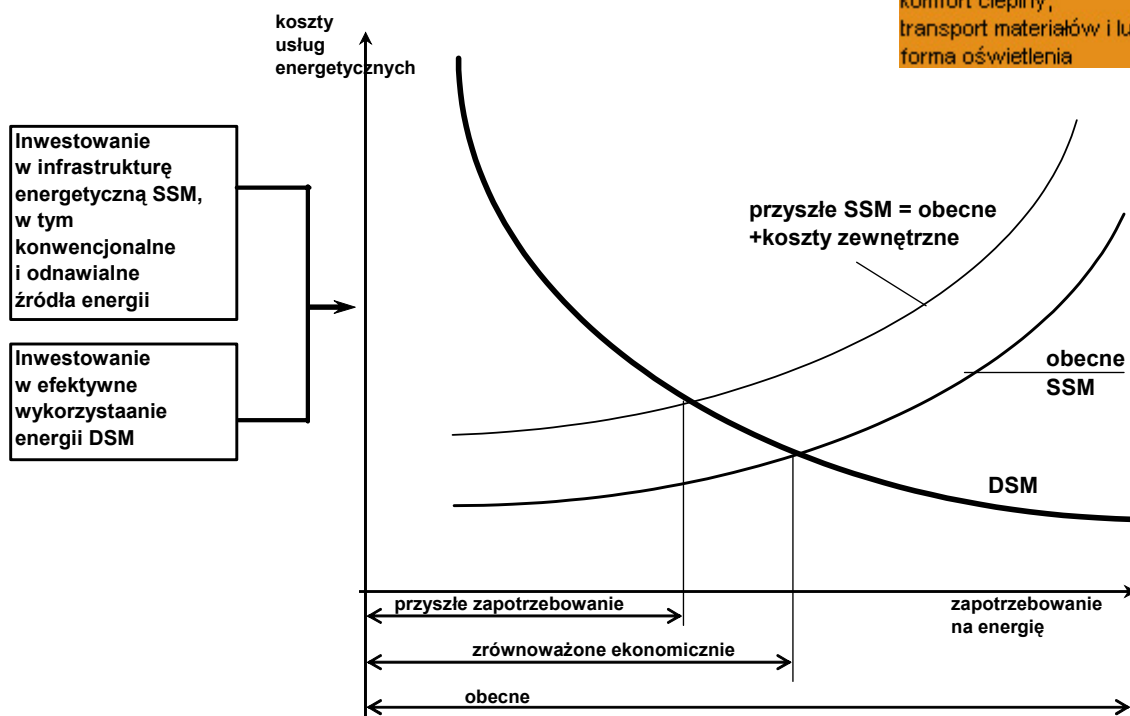 koszty
usług
energetycznych
komfort cieplny,
transport materiałów i lu
forma oświetlenia
Inwestowanie
w infrastrukturę
energetyczną SSM,
w tym
konwencjonalne
i odnawialne
źródła energii
Inwestowanie
w efektywne
wykorzystaanie
energii DSM
przyszłe SSM = obecne
+koszty zewnętrzne
obecne
SSM
DSM
przyszłe zapotrzebowanie
zapotrzebowanie
na energię
zrównoważone ekonomicznie
obecne